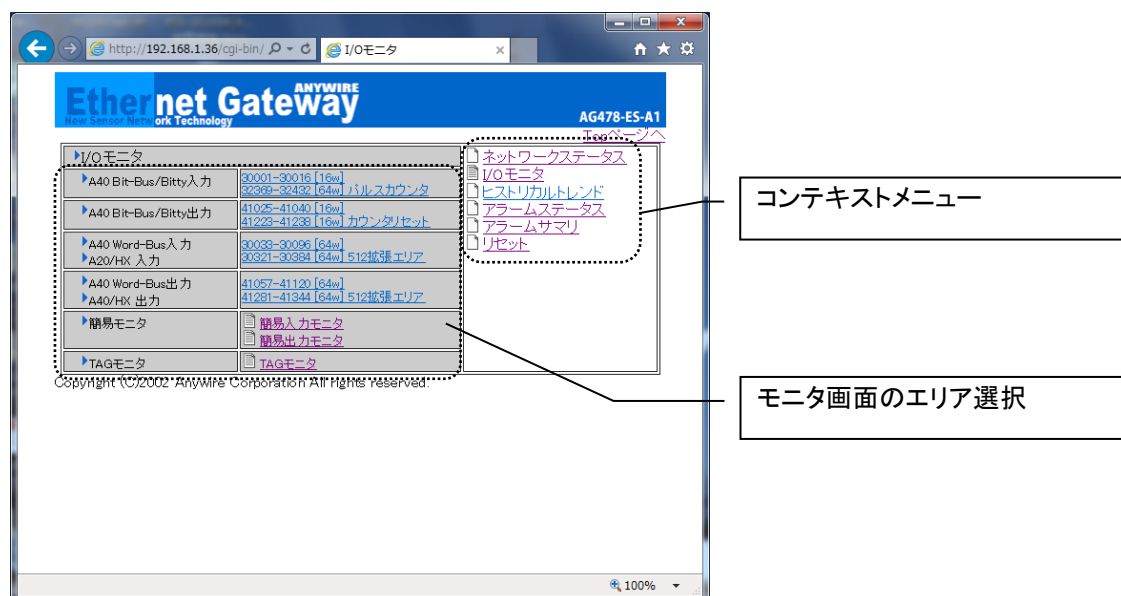 http://192.168.1.36/cgi-bin/
I/Oモニタ
Ethernet Gateway
ANYWIRE
New Sensor Network Technology
AG478-ES-A1
Topページへ
I/Oモニタ
A40 Bit-Bus/Bitty入力
30001-30016 [16w]
32369-32432 [64w] パルスカウンタ
A40 Bit-Bus/Bitty出力
41025-41040 [16w]
41223-41238 [16w] カウンタリセット
A40 Word-Bus入力
A20/HX 入力
30033-30096 [64w]
30321-30384 [64w] 512拡張エリア
A40 Word-Bus出力
A40/HX 出力
41057-41120 [64w]
41281-41344 [64w] 512拡張エリア
簡易モニタ
簡易入力モニタ
簡易出力モニタ
TAGモニタ
TAGモニタ
ネットワークステータス
I/Oモニタ
ヒストリカルトレンド
アラームステータス
アラームサマリ
リセット
Copyright (C)2002 Anywire Corporation All rights reserved.
コンテキストメニュー
モニタ画面のエリア選択
100%